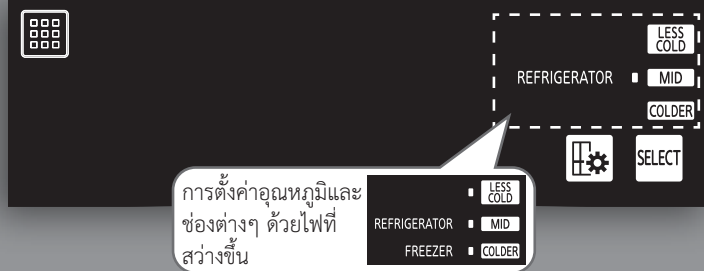 LESS
COLD
REFRIGERATOR MID
COLDER
SELECT
การตั้งค่าอุณหภูมิและ
ช่องต่างๆ ด้วยไฟที่
สว่างขึ้น
LESS
COLD
REFRIGERATOR MID
FREEZER COLDER